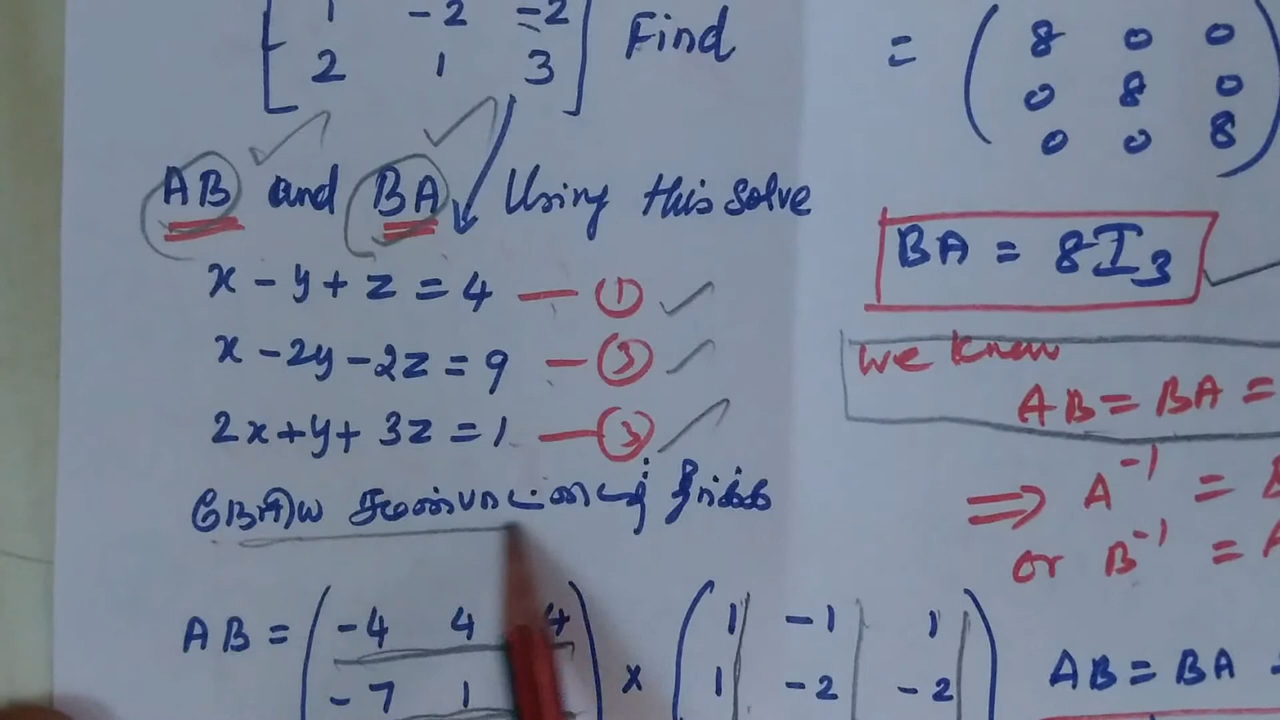 1 -2 -2
2 1 3 Find
AB and BA Using this solve
x - y + z = 4 — ①
x - 2y - 2z = 9 — ②
2x + y + 3z = 1 — ③
நேரிய சமன்பாட்டைத் தீர்க்க
AB = -4 4 4 × 1 -1 1
-7 1 1 -2 -2
= 8 0 0
0 8 0
0 0 8
BA = 8I₃
We know
AB = BA =
⇒ A⁻¹ =
or B⁻¹ =
AB = BA